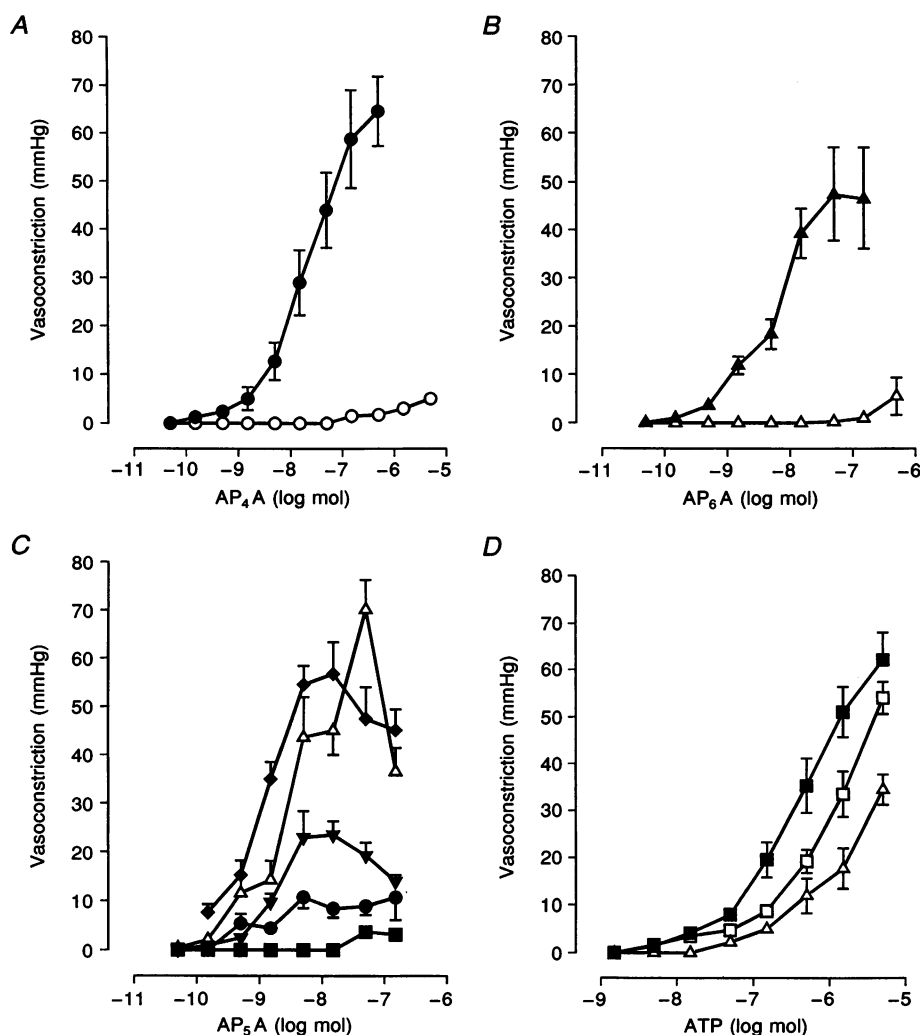 A
80
70
60
50
40
30
20
10
0
Vasoconstriction (mmHg)
−11 −10 −9 −8 −7 −6 −5
AP₄A (log mol)
B
80
70
60
50
40
30
20
10
0
Vasoconstriction (mmHg)
−11 −10 −9 −8 −7 −6
AP₆A (log mol)
C
80
70
60
50
40
30
20
10
0
Vasoconstriction (mmHg)
−11 −10 −9 −8 −7 −6
AP₅A (log mol)
D
80
70
60
50
40
30
20
10
0
Vasoconstriction (mmHg)
−9 −8 −7 −6 −5
ATP (log mol)